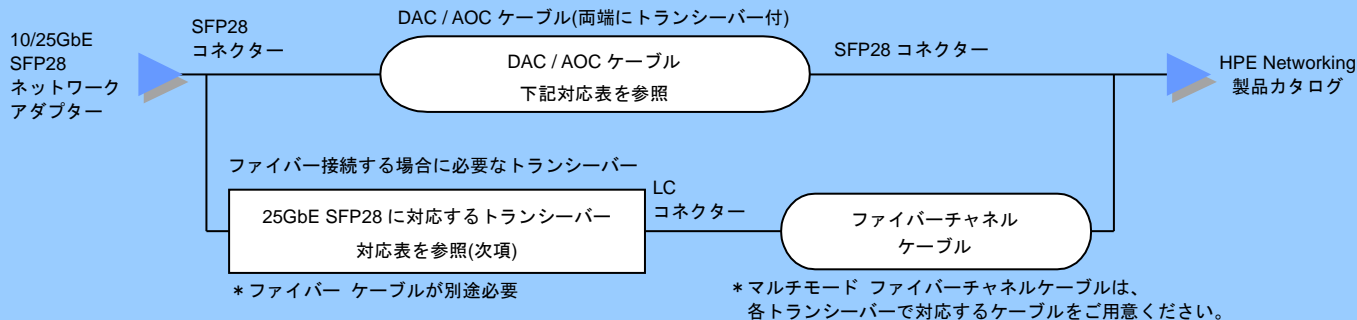 10/25GbE
SFP28
ネットワーク
アダプター
SFP28
コネクター
DAC / AOC ケーブル(両端にトランシーバー付)
DAC / AOC ケーブル
下記対応表を参照
SFP28 コネクター
HPE Networking
製品カタログ
ファイバー接続する場合に必要なトランシーバー
25GbE SFP28 に対応するトランシーバー
対応表を参照(次項)
＊ファイバー ケーブルが別途必要
LC
コネクター
ファイバーチャネル
ケーブル
＊マルチモード ファイバーチャネルケーブルは、
各トランシーバーで対応するケーブルをご用意ください。